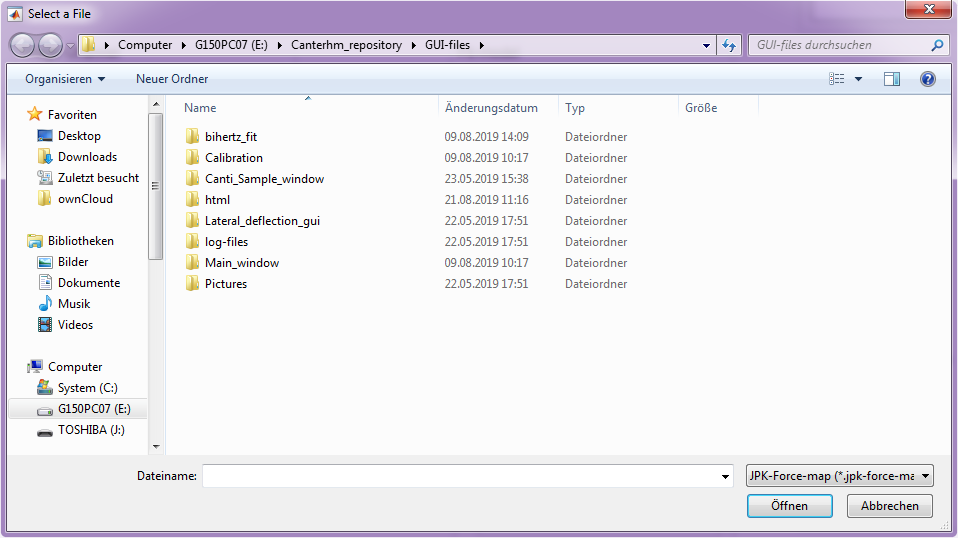 Select a File
Computer G150PC07 (E:) Canterhm_repository GUI-files
GUI-files durchsuchen
Organisieren Neuer Ordner
Name Änderungsdatum Typ Größe
Favoriten
Desktop
Downloads
Zuletzt besucht
ownCloud
Bibliotheken
Bilder
Dokumente
Musik
Videos
Computer
System (C:)
G150PC07 (E:)
TOSHIBA (J:)
bihertz_fit 09.08.2019 14:09 Dateiordner
Calibration 09.08.2019 10:17 Dateiordner
Canti_Sample_window 23.05.2019 15:38 Dateiordner
html 21.08.2019 11:16 Dateiordner
Lateral_deflection_gui 22.05.2019 17:51 Dateiordner
log-files 22.05.2019 17:51 Dateiordner
Main_window 09.08.2019 10:17 Dateiordner
Pictures 22.05.2019 17:51 Dateiordner
Dateiname:
JPK-Force-map (*.jpk-force-ma
Öffnen Abbrechen